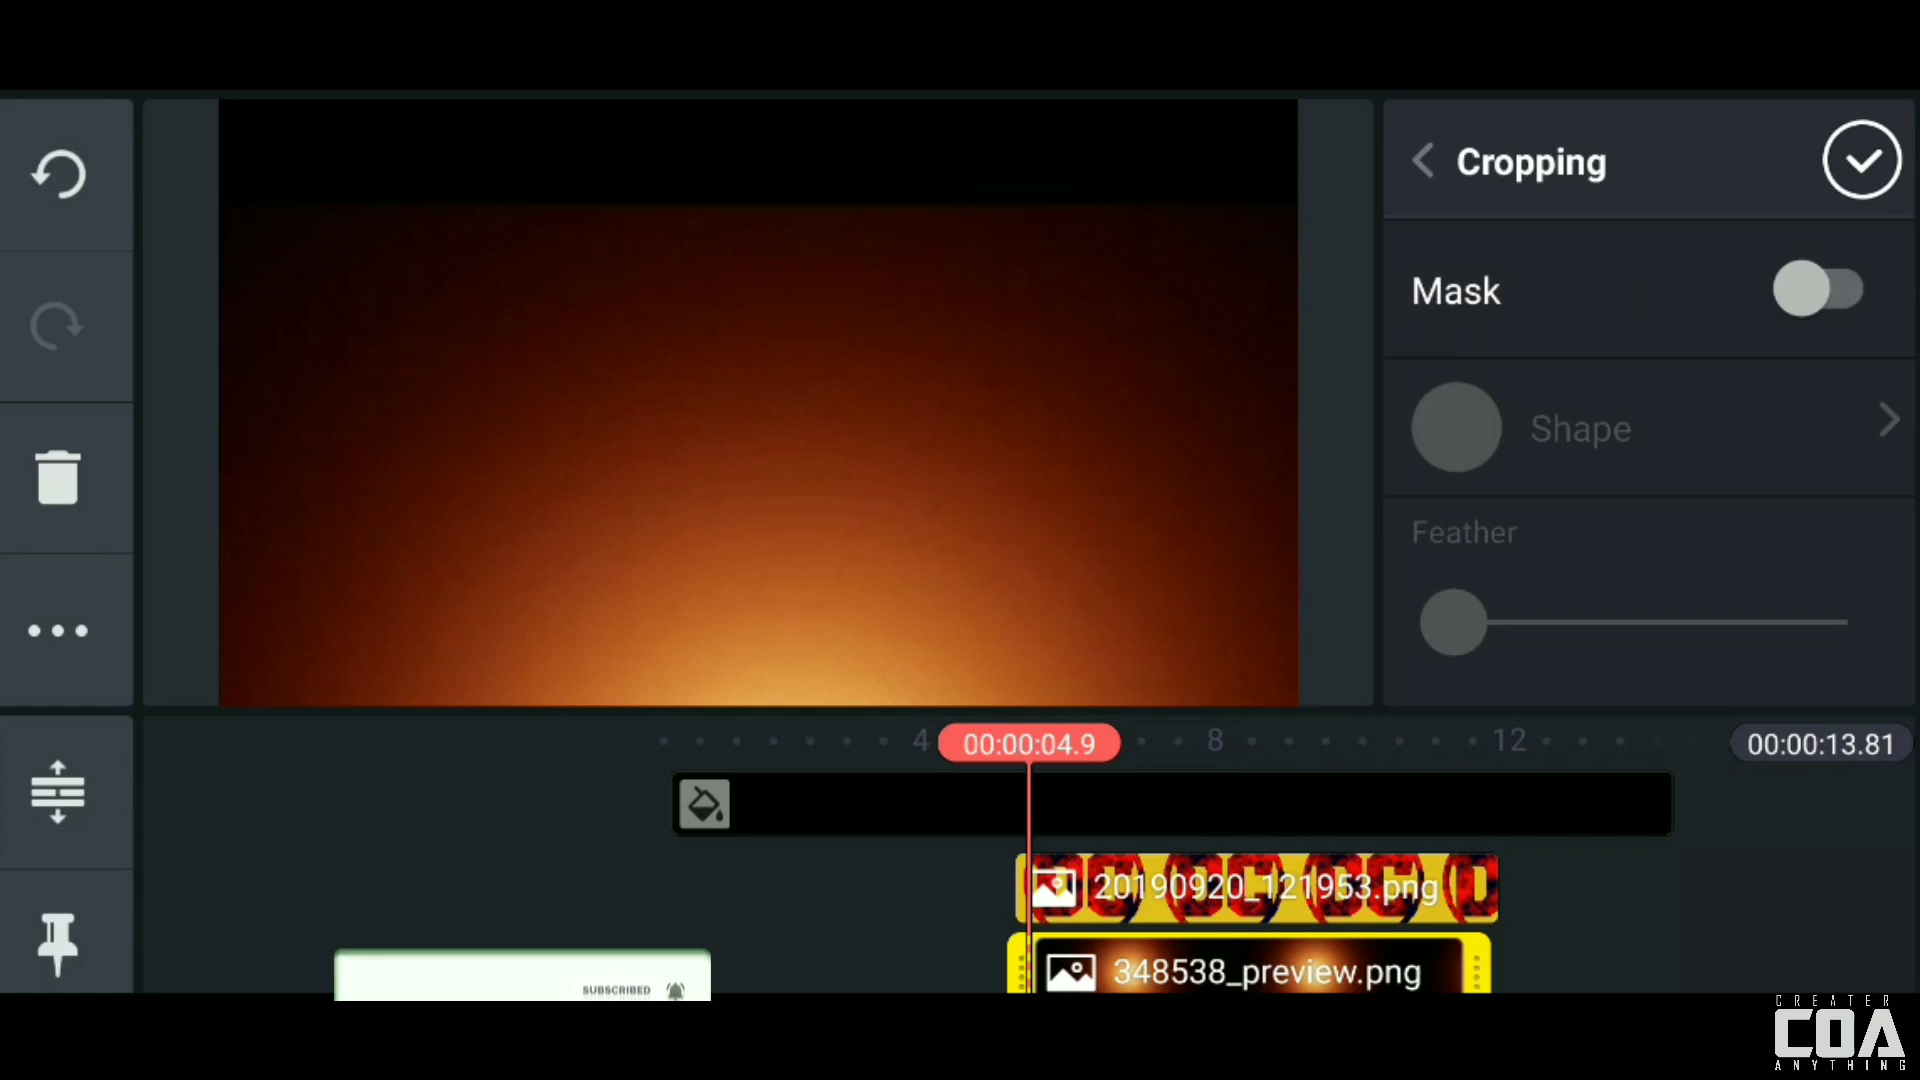 Cropping
Mask
Shape
Feather
4
00:00:04.9
8
12
00:00:13.81
20190920_121953.png
348538_preview.png
SUBSCRIBED
CREATER
COA
ANYTHING